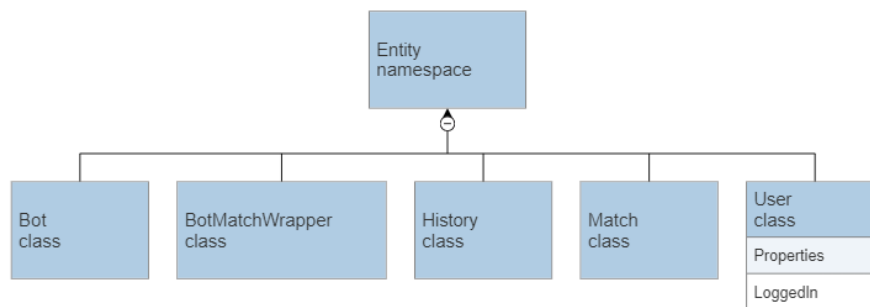 Entity
namespace
Bot
class
BotMatchWrapper
class
History
class
Match
class
User
class
Properties
LoggedIn